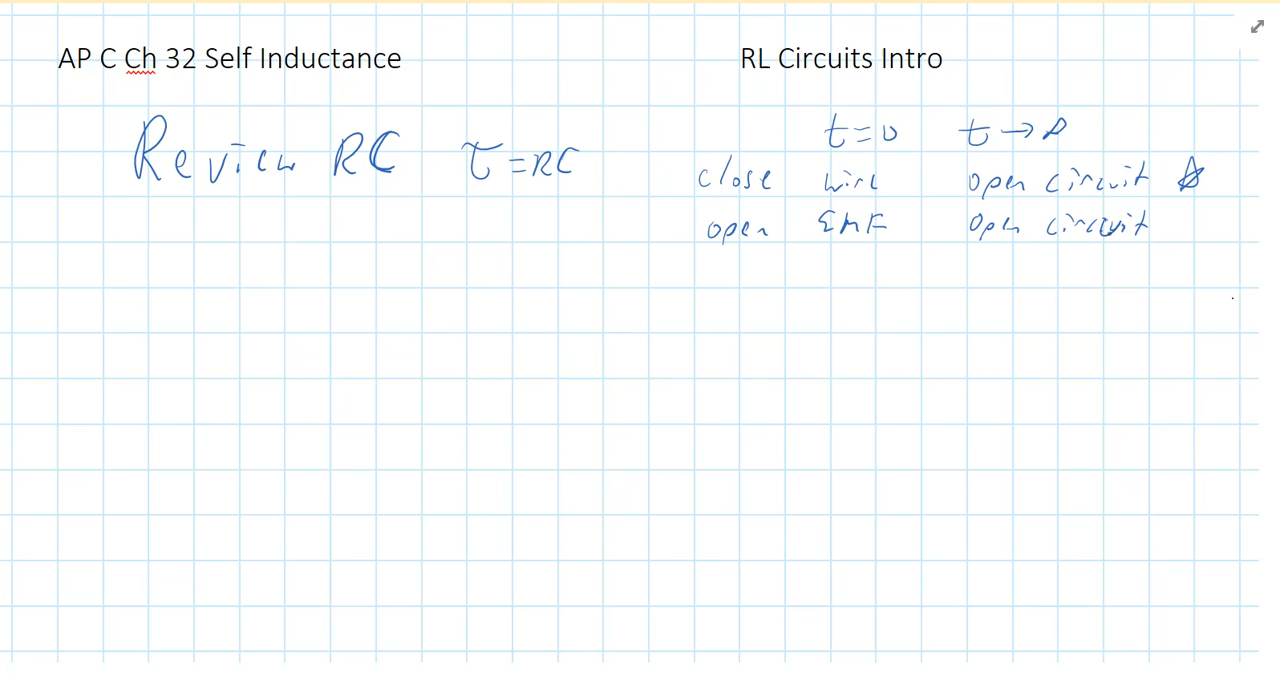 AP C Ch 32 Self Inductance
RL Circuits Intro
Review RC τ=RC
t=0 t→∞
close wire open circuit
open EMF open circuit